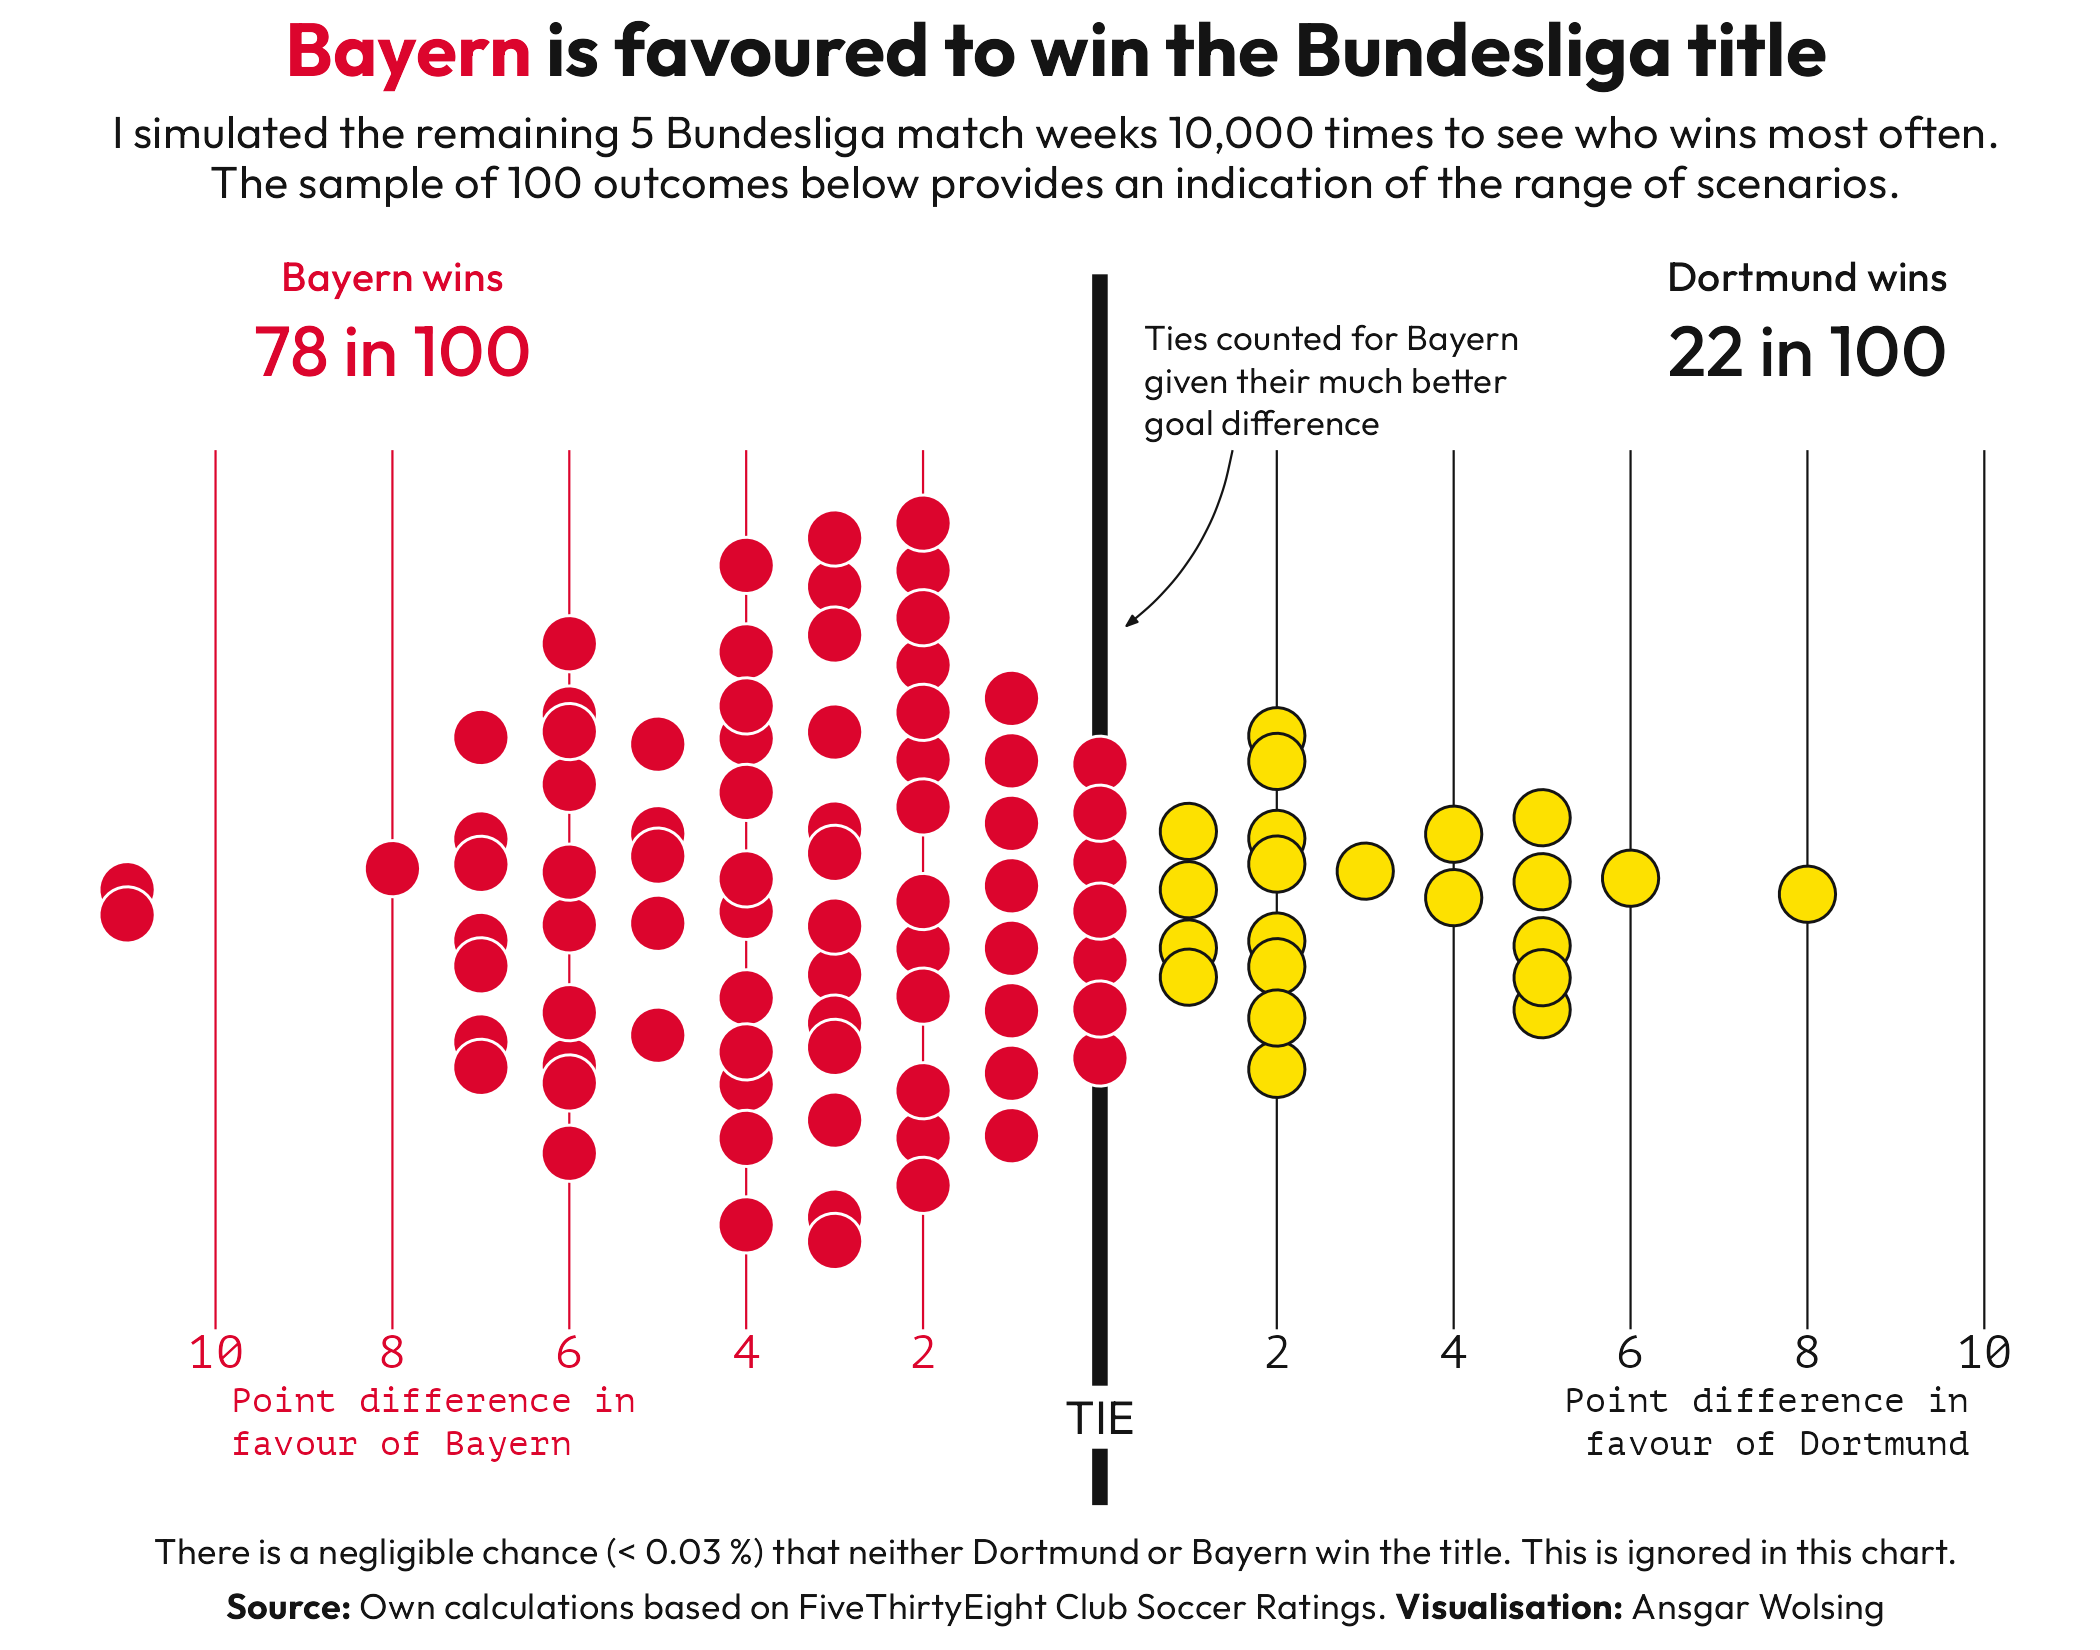 Bayern is favoured to win the Bundesliga title
I simulated the remaining 5 Bundesliga match weeks 10,000 times to see who wins most often.
The sample of 100 outcomes below provides an indication of the range of scenarios.
Bayern wins
78 in 100
Dortmund wins
22 in 100
Ties counted for Bayern
given their much better
goal difference
10 8 6 4 2 2 4 6 8 10
Point difference in
favour of Bayern
TIE
Point difference in
favour of Dortmund
There is a negligible chance (< 0.03 %) that neither Dortmund or Bayern win the title. This is ignored in this chart.
Source: Own calculations based on FiveThirtyEight Club Soccer Ratings. Visualisation: Ansgar Wolsing